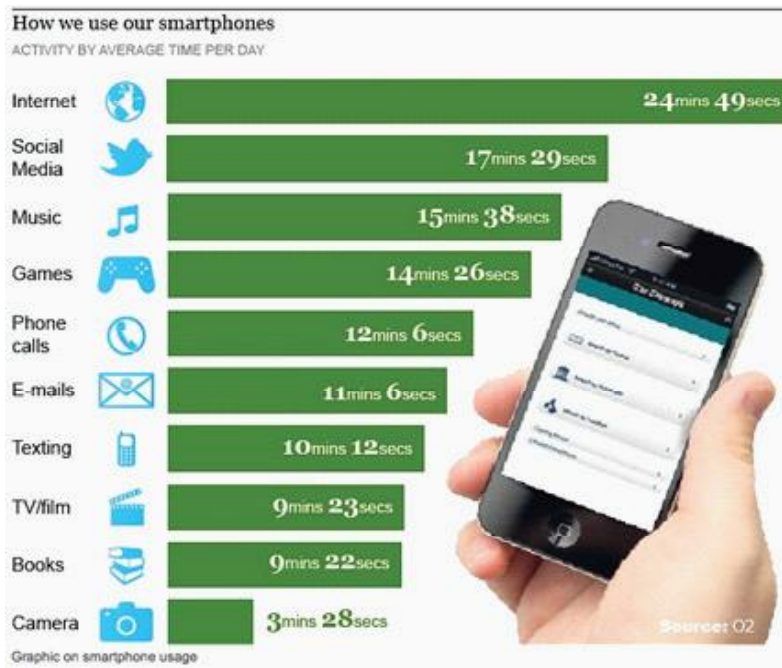 How we use our smartphones
ACTIVITY BY AVERAGE TIME PER DAY
Internet 24mins 49secs
Social
Media 17mins 29secs
Music 15mins 38secs
Games 14mins 26secs
Phone
calls 12mins 6secs
E-mails 11mins 6secs
Texting 10mins 12secs
TV/film 9mins 23secs
Books 9mins 22secs
Camera 3mins 28secs
Source: O2
Graphic on smartphone usage